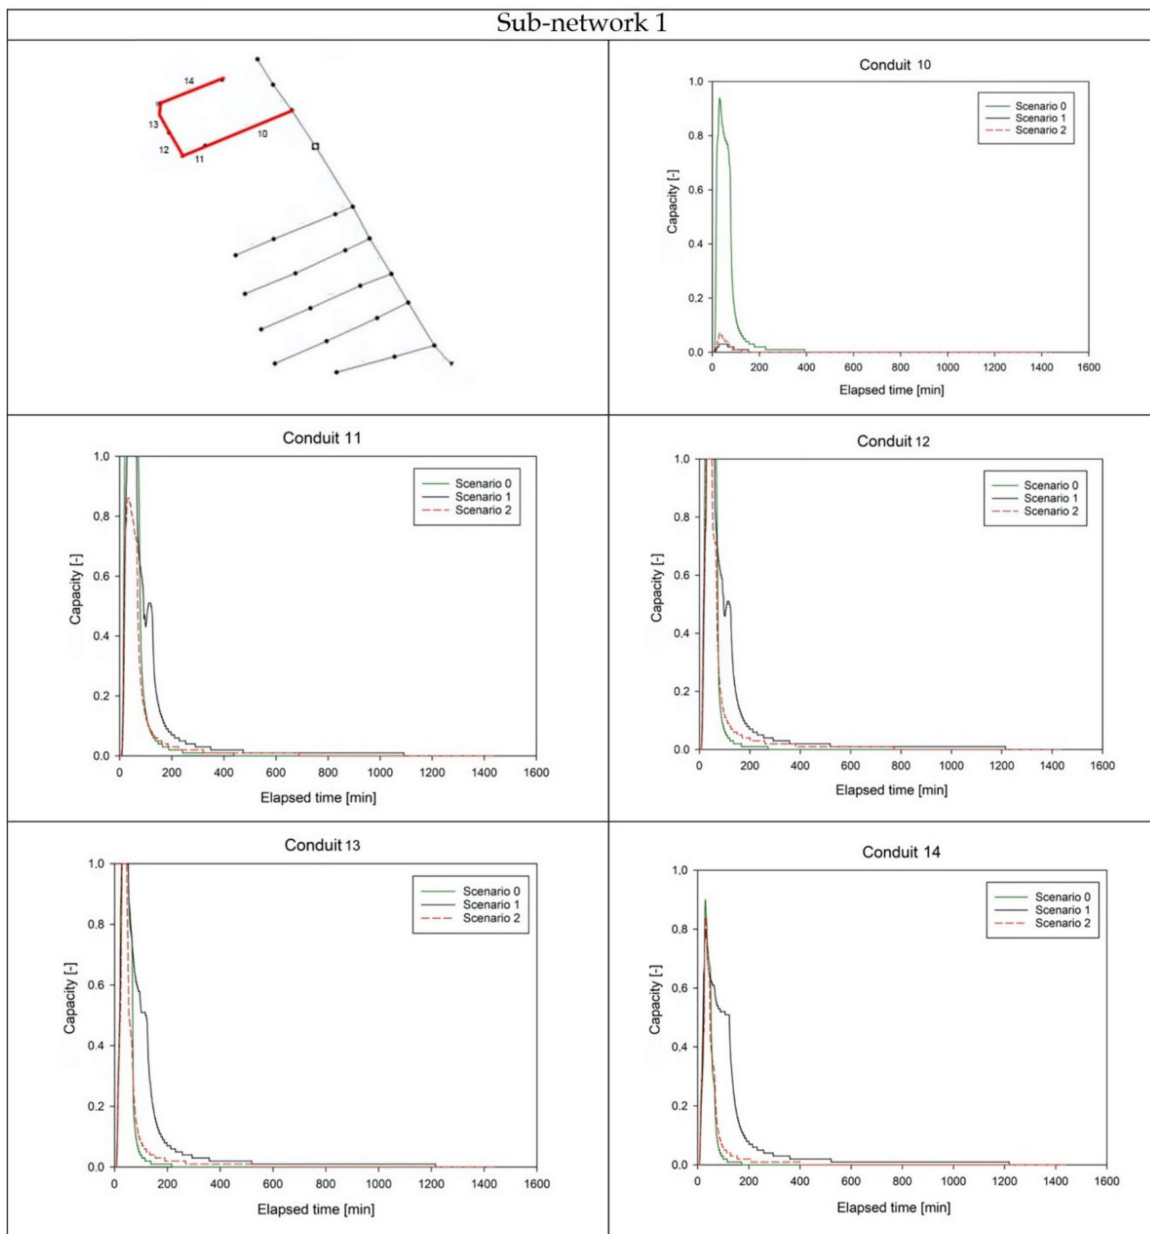 Sub-network 1
14
13
12
11
10
Conduit 10
Capacity [-]
1.0
0.8
0.6
0.4
0.2
0.0
0 200 400 600 800 1000 1200 1400 1600
Elapsed time [min]
Scenario 0
Scenario 1
Scenario 2
Conduit 11
Capacity [-]
1.0
0.8
0.6
0.4
0.2
0.0
0 200 400 600 800 1000 1200 1400 1600
Elapsed time [min]
Scenario 0
Scenario 1
Scenario 2
Conduit 12
Capacity [-]
1.0
0.8
0.6
0.4
0.2
0.0
0 200 400 600 800 1000 1200 1400 1600
Elapsed time [min]
Scenario 0
Scenario 1
Scenario 2
Conduit 13
Capacity [-]
1.0
0.8
0.6
0.4
0.2
0.0
0 200 400 600 800 1000 1200 1400 1600
Elapsed time [min]
Scenario 0
Scenario 1
Scenario 2
Conduit 14
Capacity [-]
1.0
0.8
0.6
0.4
0.2
0.0
0 200 400 600 800 1000 1200 1400 1600
Elapsed time [min]
Scenario 0
Scenario 1
Scenario 2